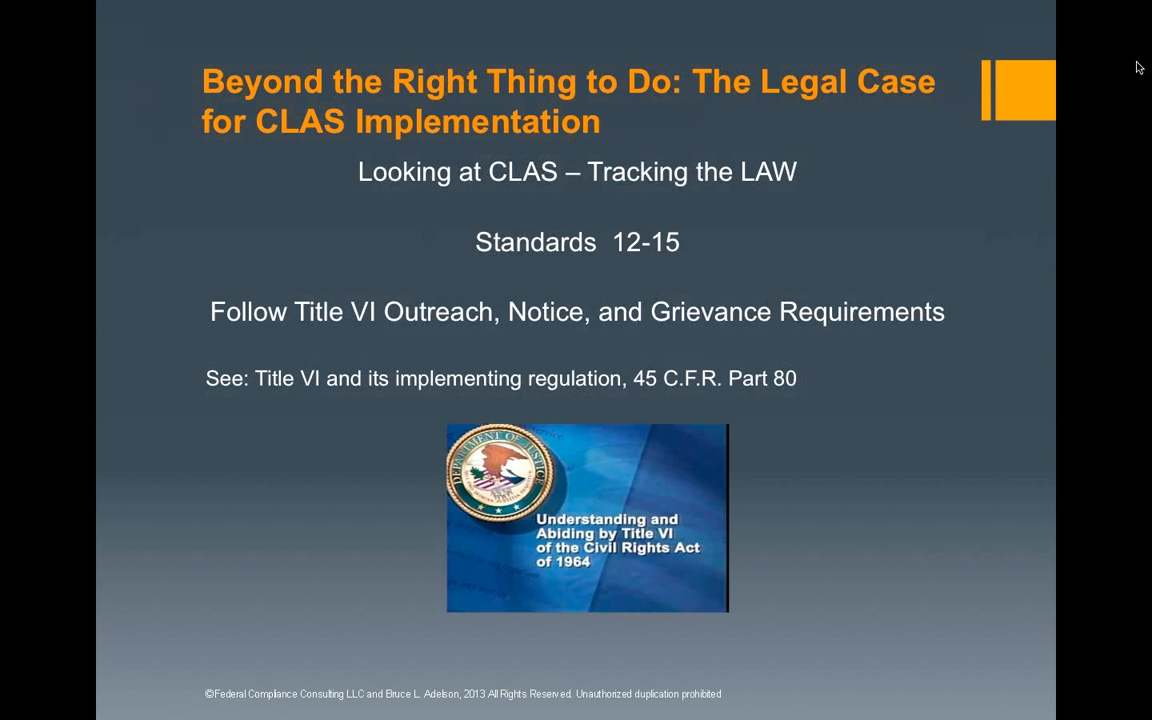 Beyond the Right Thing to Do: The Legal Case
for CLAS Implementation
Looking at CLAS – Tracking the LAW
Standards 12-15
Follow Title VI Outreach, Notice, and Grievance Requirements
See: Title VI and its implementing regulation, 45 C.F.R. Part 80
DEPARTMENT OF JUSTICE
Understanding and
Abiding by Title VI
of the Civil Rights Act
of 1964
©Federal Compliance Consulting LLC and Bruce L. Adelson, 2013 All Rights Reserved. Unauthorized duplication prohibited